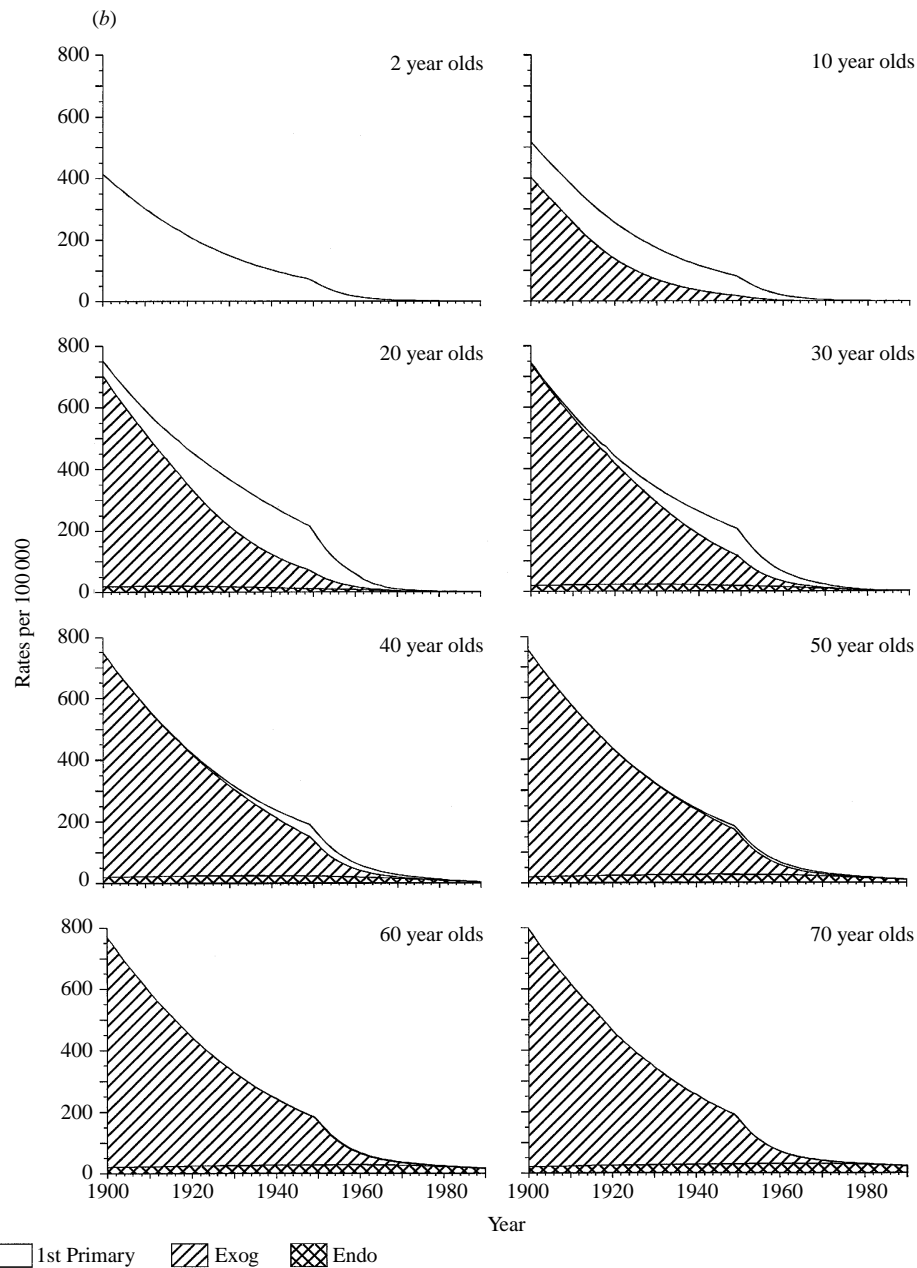 (b)
800
600
400
200
0
2 year olds
10 year olds
800
600
400
200
0
20 year olds
30 year olds
Rates per 100 000
800
600
400
200
0
40 year olds
50 year olds
800
600
400
200
0
60 year olds
70 year olds
1900 1920 1940 1960 1980 1900 1920 1940 1960 1980
Year
1st Primary Exog Endo